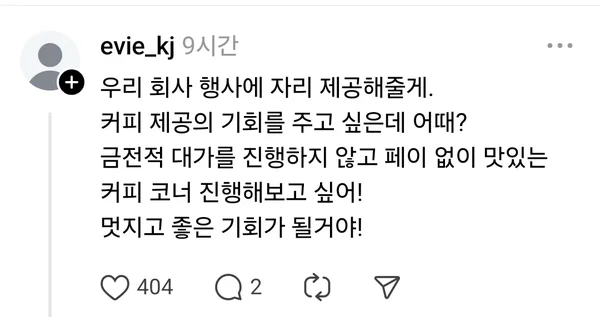 evie_kj 9시간
우리 회사 행사에 자리 제공해줄게.
커피 제공의 기회를 주고 싶은데 어때?
금전적 대가를 진행하지 않고 페이 없이 맛있는
커피 코너 진행해보고 싶어!
멋지고 좋은 기회가 될거야!
404 2